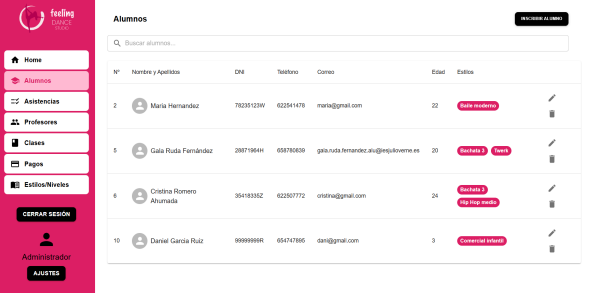 feeling
DANCE
STUDIO
Home
Alumnos
Asistencias
Profesores
Clases
Pagos
Estilos/Niveles
CERRAR SESIÓN
Administrador
AJUSTES
Alumnos
INSCRIBIR ALUMNO
Buscar alumnos...
Nº Nombre y Apellidos DNI Teléfono Correo Edad Estilos
2 Maria Hernandez 78235123W 622541478 maria@gmail.com 22 Baile moderno
5 Gala Ruda Fernández 28871964H 658780839 gala.ruda.fernandez.alu@iesjulioverne.es 20 Bachata 3 Twerk
6 Cristina Romero Ahumada 35418335Z 622507772 cristina@gmail.com 24 Bachata 3 Hip Hop medio
10 Daniel Garcia Ruiz 99999999R 654747895 dani@gmail.com 3 Comercial infantil